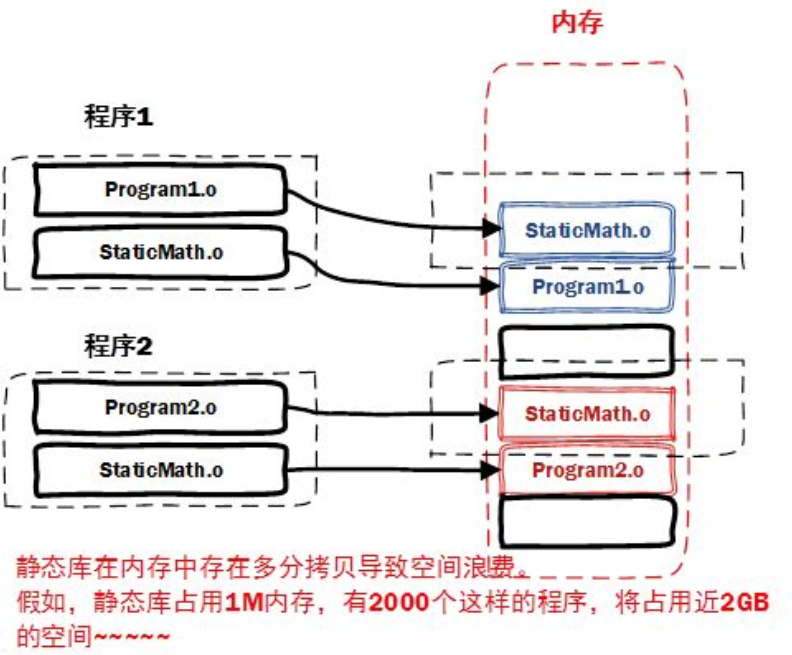 内存
程序1
Program1.o
StaticMath.o
StaticMath.o
Program1.o
程序2
Program2.o
StaticMath.o
StaticMath.o
Program2.o
静态库在内存中存在多分拷贝导致空间浪费。
假如，静态库占用1M内存，有2000个这样的程序，将占用近2GB
的空间~~~~~